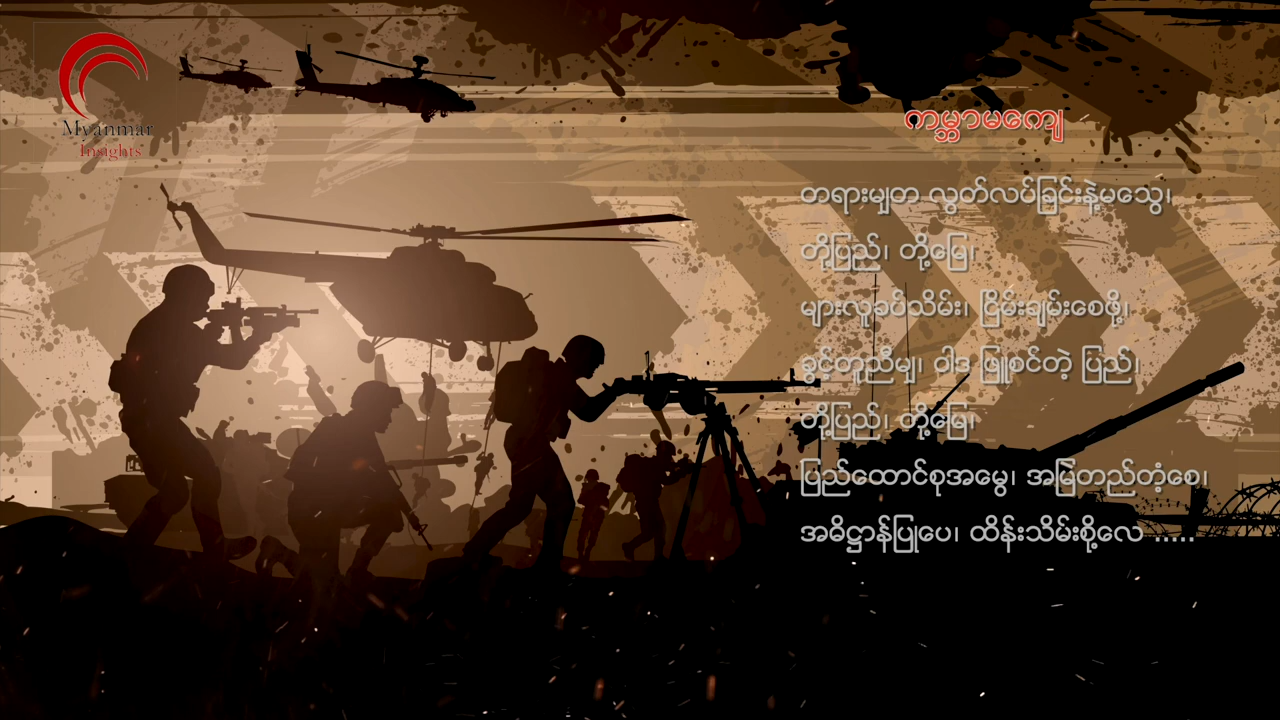 Myanmar
Insights
ကမ္ဘာမကျေ
တရားမျှတ လွတ်လပ်ခြင်းနဲ့မသွေ၊
တို့ပြည်၊ တို့မြေ၊
များလူခပ်သိမ်း၊ ငြိမ်းချမ်းစေဖို့၊
ခွင့်တူညီမျှ၊ ဝါဒ ဖြူစင်တဲ့ ပြည်၊
တို့ပြည်၊ တို့မြေ၊
ပြည်ထောင်စုအမွေ၊ အမြဲတည်တံ့စေ၊
အဓိဋ္ဌာန်ပြုပေ၊ ထိန်းသိမ်းစို့လေ .....